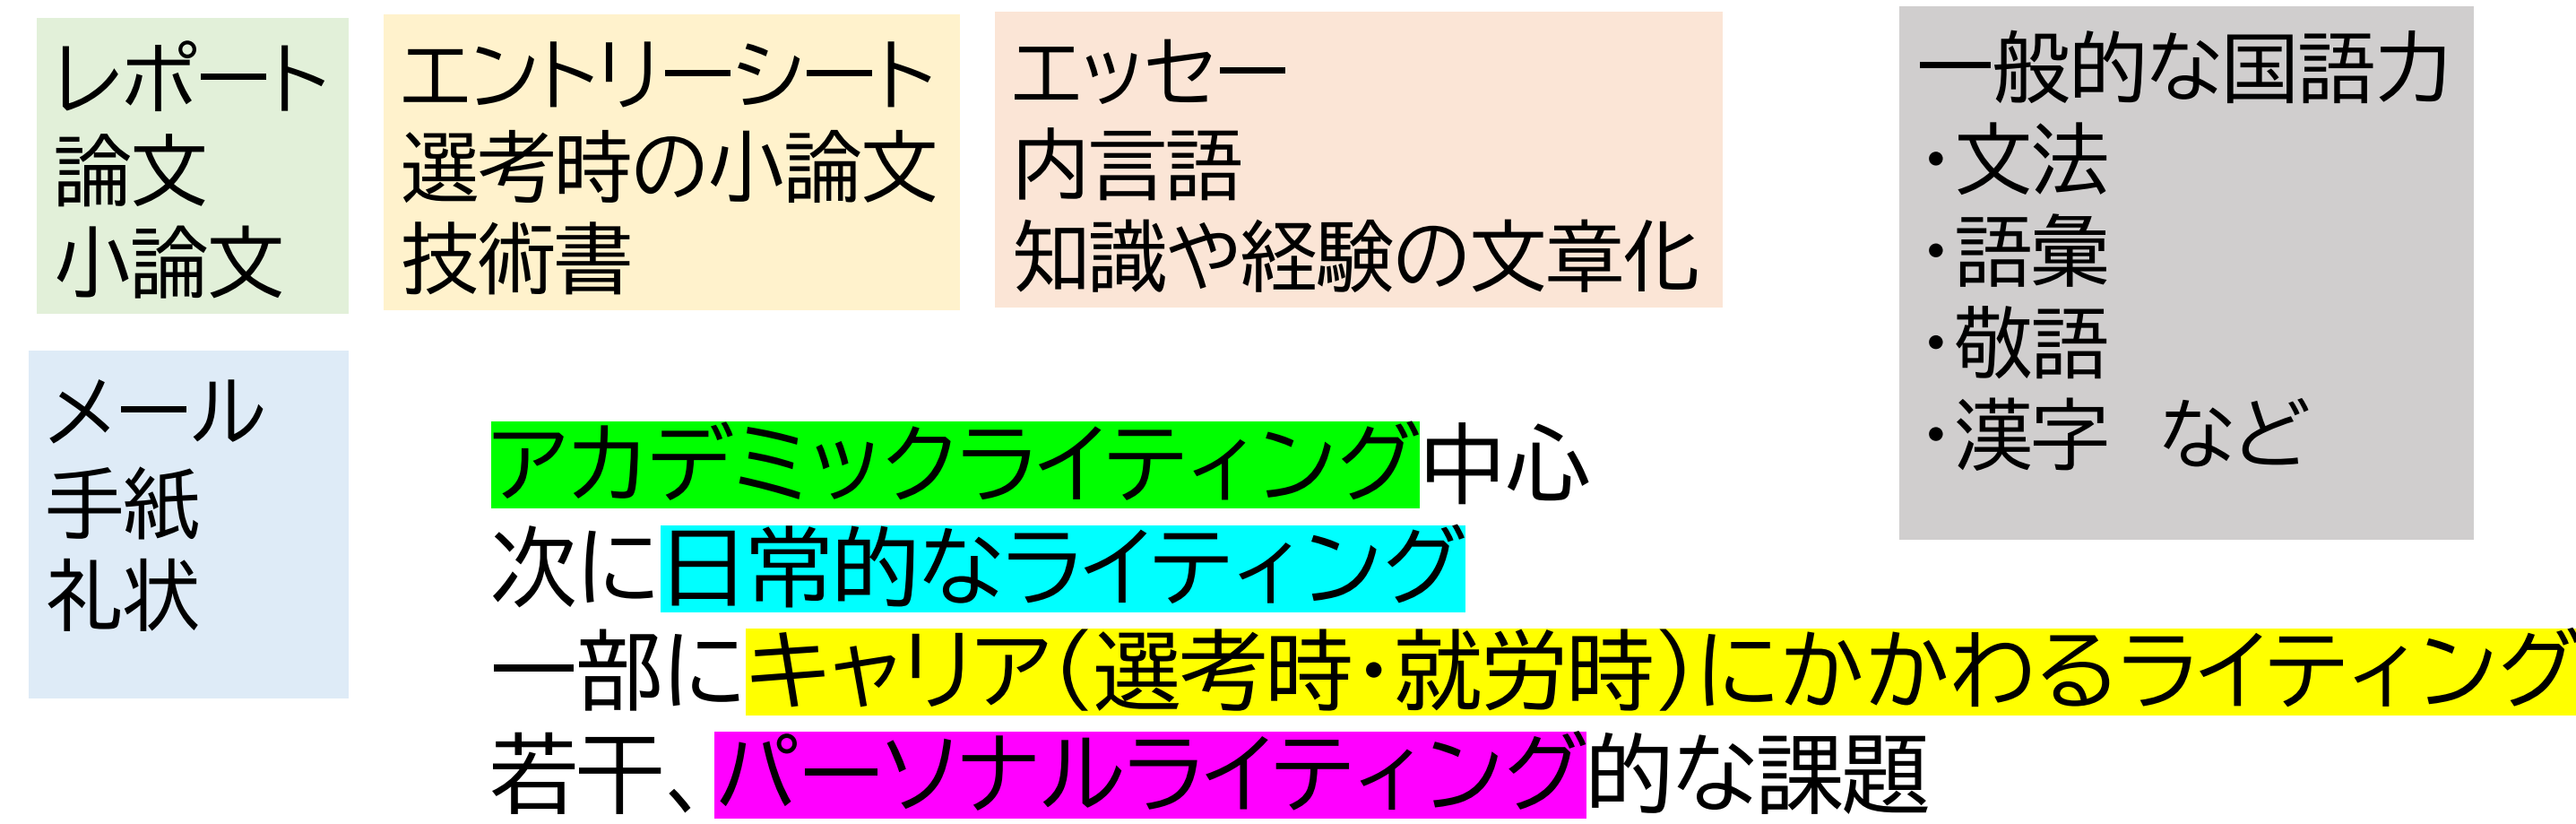 レポート
論文
小論文
エントリーシート
選考時の小論文
技術書
エッセー
内言語
知識や経験の文章化
一般的な国語力
・文法
・語彙
・敬語
・漢字　など
メール
手紙
礼状
アカデミックライティング中心
次に日常的なライティング
一部にキャリア（選考時・就労時）にかかわるライティング
若干、パーソナルライティング的な課題